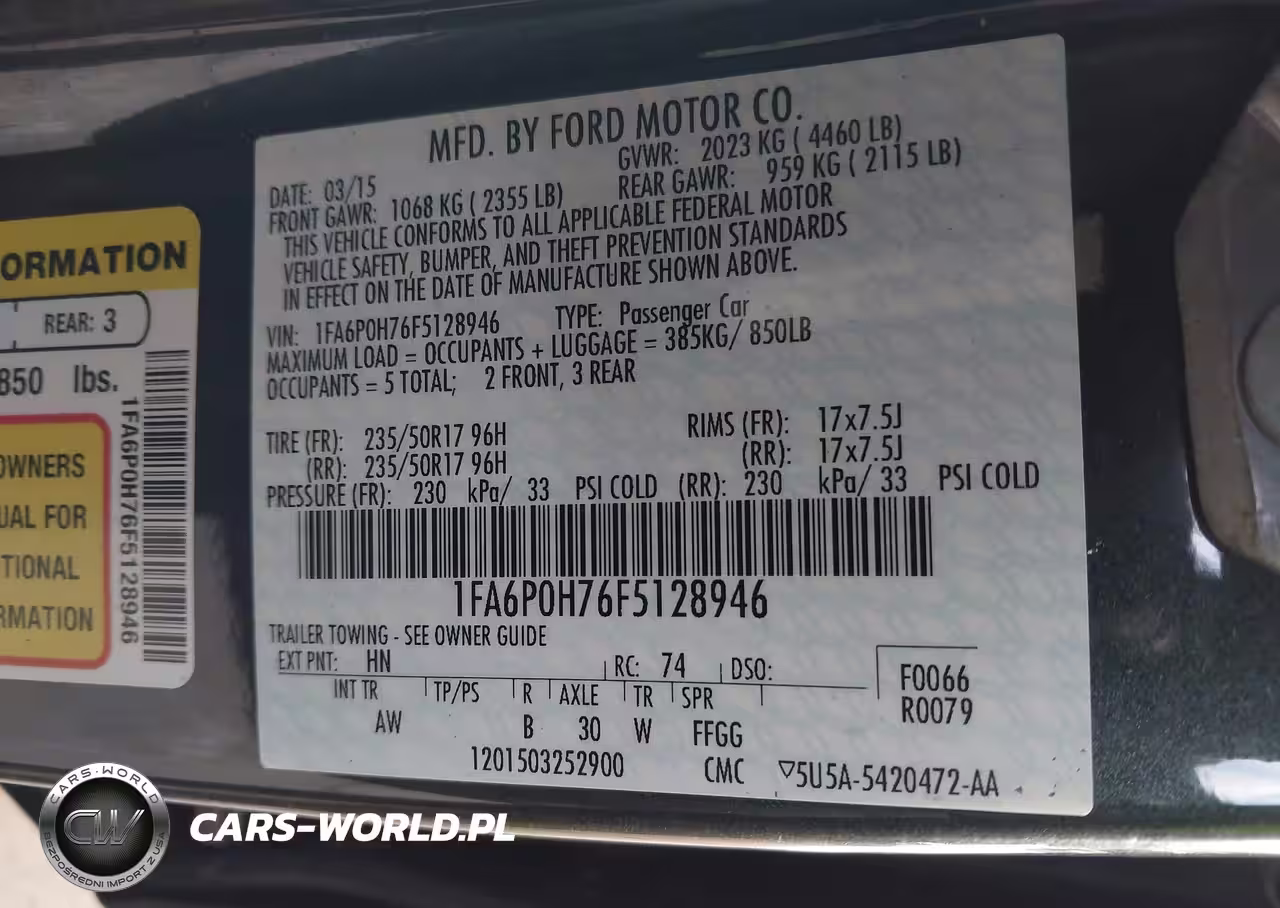 MFD. BY FORD MOTOR CO.
DATE: 03/15 GVWR: 2023 KG ( 4460 LB)
FRONT GAWR: 1068 KG ( 2355 LB) REAR GAWR: 959 KG ( 2115 LB)
THIS VEHICLE CONFORMS TO ALL APPLICABLE FEDERAL MOTOR
VEHICLE SAFETY, BUMPER, AND THEFT PREVENTION STANDARDS
IN EFFECT ON THE DATE OF MANUFACTURE SHOWN ABOVE.
VIN: 1FA6P0H76F5128946 TYPE: Passenger Car
MAXIMUM LOAD = OCCUPANTS + LUGGAGE = 385KG/ 850LB
OCCUPANTS = 5 TOTAL; 2 FRONT, 3 REAR
TIRE (FR): 235/50R17 96H RIMS (FR): 17x7.5J
(RR): 235/50R17 96H (RR): 17x7.5J
PRESSURE (FR): 230 kPa/ 33 PSI COLD (RR): 230 kPa/ 33 PSI COLD
1FA6P0H76F5128946
TRAILER TOWING - SEE OWNER GUIDE
EXT PNT: HN RC: 74 DSO:
F0066
R0079
INT TR TP/PS R AXLE TR SPR
AW B 30 W FFGG
1201503252900 CMC ▽5U5A-5420472-AA
ORMATION
REAR: 3
850 lbs.
OWNERS
UAL FOR
TIONAL
RMATION
1FA6P0H76F5128946
CARS-WORLD
CW
BEZPOŚREDNI IMPORT Z USA
CARS-WORLD.PL